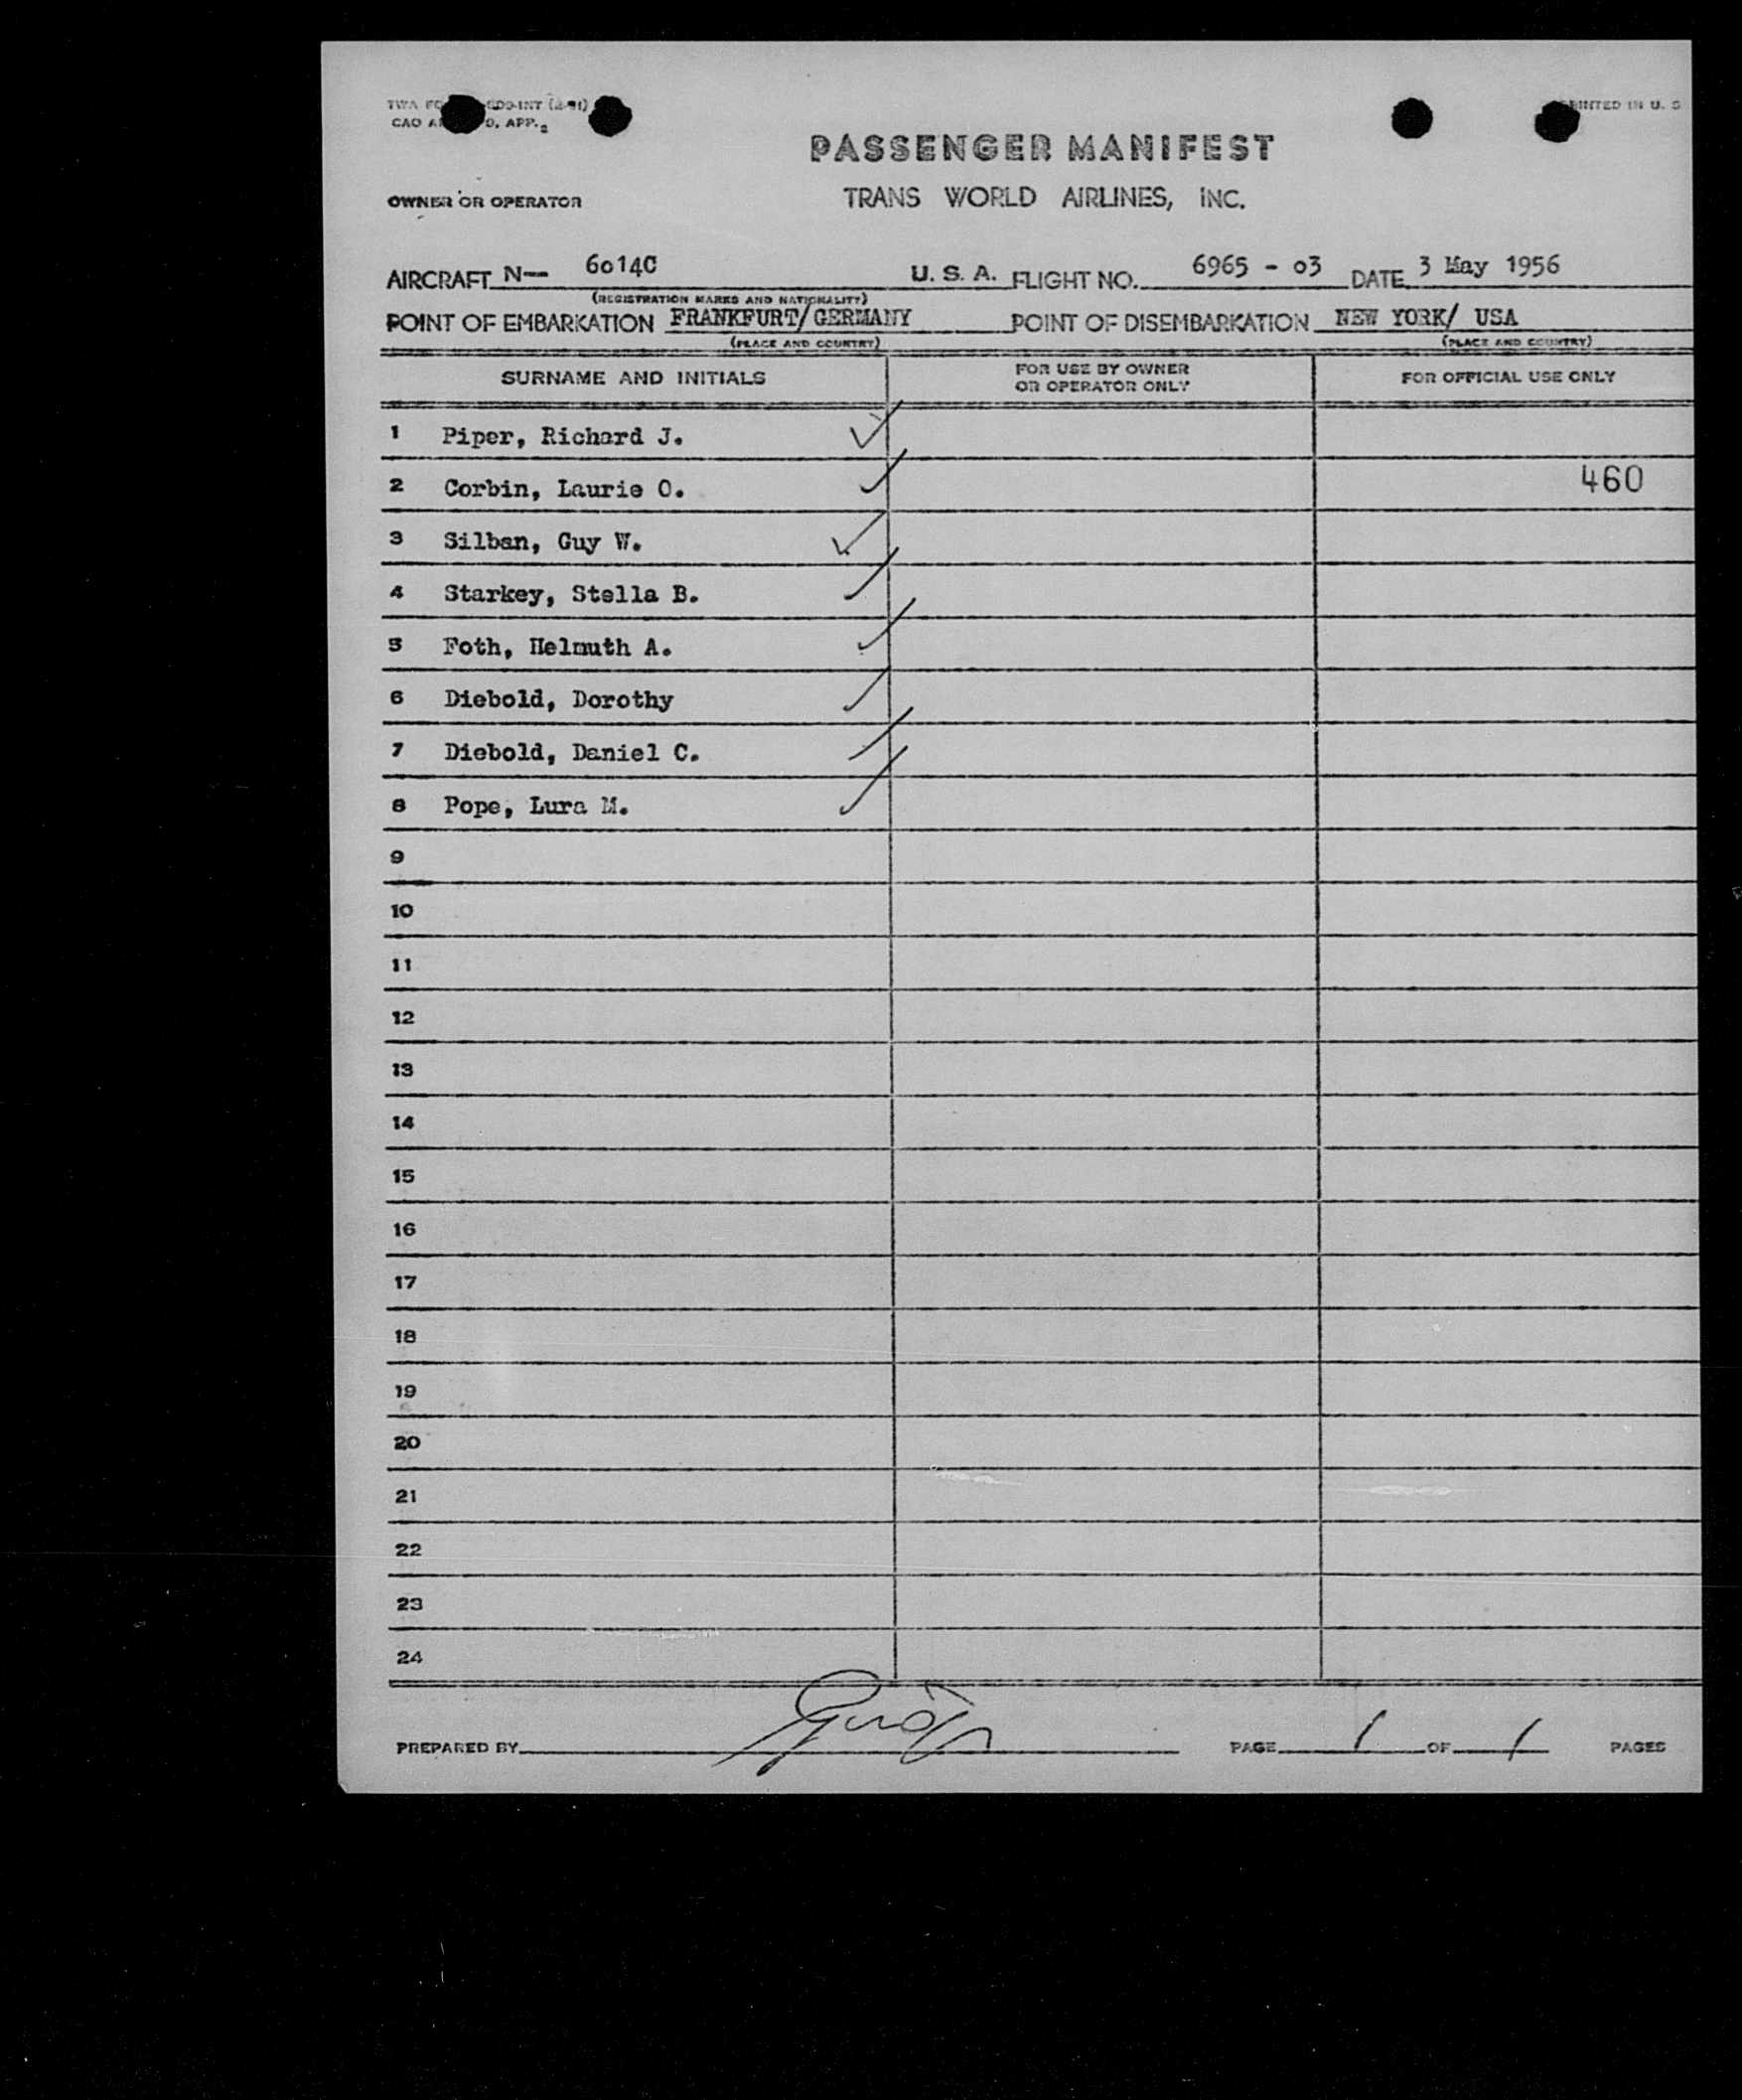 PASSENGER MANIFEST
OWNER OR OPERATOR TRANS WORLD AIRLINES, INC.
AIRCRAFT N-- 6014C U. S. A. FLIGHT NO. 6965 - 03 DATE 3 May 1956
(REGISTRATION MARKS AND NATIONALITY)
POINT OF EMBARKATION FRANKFURT/GERMANY POINT OF DISEMBARKATION NEW YORK/ USA
(PLACE AND COUNTRY) (PLACE AND COUNTRY)
SURNAME AND INITIALS FOR USE BY OWNER OR OPERATOR ONLY FOR OFFICIAL USE ONLY
1 Piper, Richard J.
2 Corbin, Laurie O. 460
3 Silban, Guy W.
4 Starkey, Stella B.
5 Foth, Helmuth A.
6 Diebold, Dorothy
7 Diebold, Daniel C.
8 Pope, Lura M.
9
10
11
12
13
14
15
16
17
18
19
20
21
22
23
24
PREPARED BY PAGE 1 OF 1 PAGES